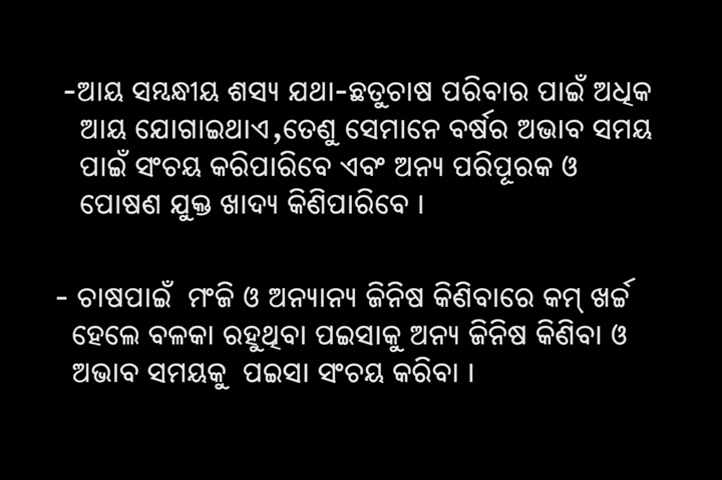 -ଆୟ ସମ୍ବନ୍ଧୀୟ ଶସ୍ୟ ଯଥା-ଛତୁଚାଷ ପରିବାର ପାଇଁ ଅଧିକ
ଆୟ ଯୋଗାଇଥାଏ,ତେଣୁ ସେମାନେ ବର୍ଷର ଅଭାବ ସମୟ
ପାଇଁ ସଂଚୟ କରିପାରିବେ ଏବଂ ଅନ୍ୟ ପରିପୂରକ ଓ
ପୋଷଣ ଯୁକ୍ତ ଖାଦ୍ୟ କିଣିପାରିବେ ।
- ଚାଷପାଇଁ ମଂଜି ଓ ଅନ୍ୟାନ୍ୟ ଜିନିଷ କିଣିବାରେ କମ୍ ଖର୍ଚ୍ଚ
ହେଲେ ବଳକା ରହୁଥିବା ପଇସାକୁ ଅନ୍ୟ ଜିନିଷ କିଣିବା ଓ
ଅଭାବ ସମୟକୁ ପଇସା ସଂଚୟ କରିବା ।